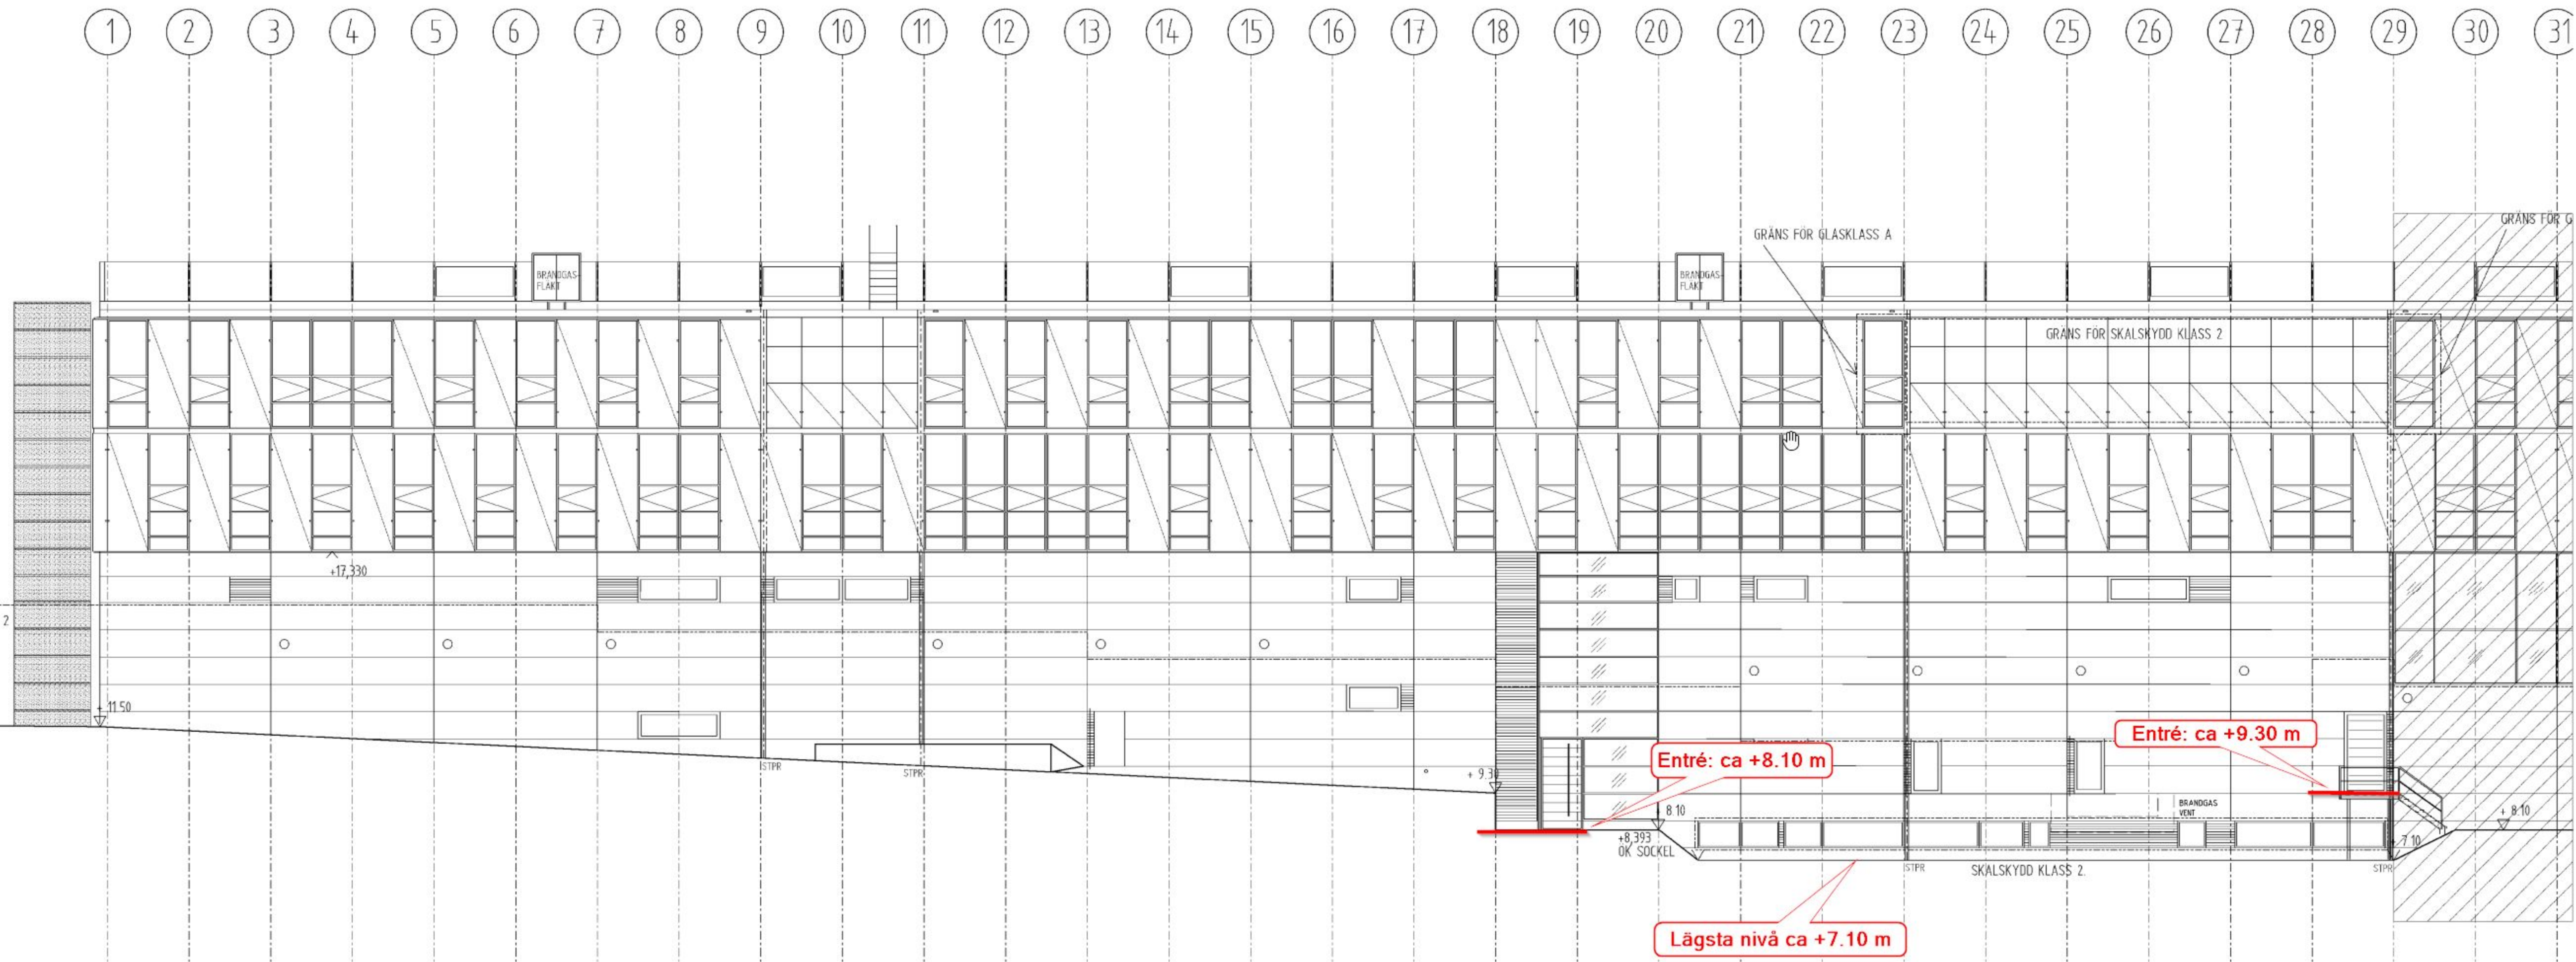 1 2 3 4 5 6 7 8 9 10 11 12 13 14 15 16 17 18 19 20 21 22 23 24 25 26 27 28 29 30 31
GRÄNS FÖR G
GRÄNS FÖR GLASKLASS A
BRANDGAS-
FLÄKT
BRANDGAS-
FLÄKT
GRÄNS FÖR SKALSKYDD KLASS 2
+17,330
2
+ 11.50
Entré: ca +9.30 m
Entré: ca +8.10 m
STPR
STPR
+ 9.30
BRANDGAS
VENT
8.10
+ 8.10
+8,393
ÖK SOCKEL
7.10
STPR
SKALSKYDD KLASS 2.
STPR
Lägsta nivå ca +7.10 m